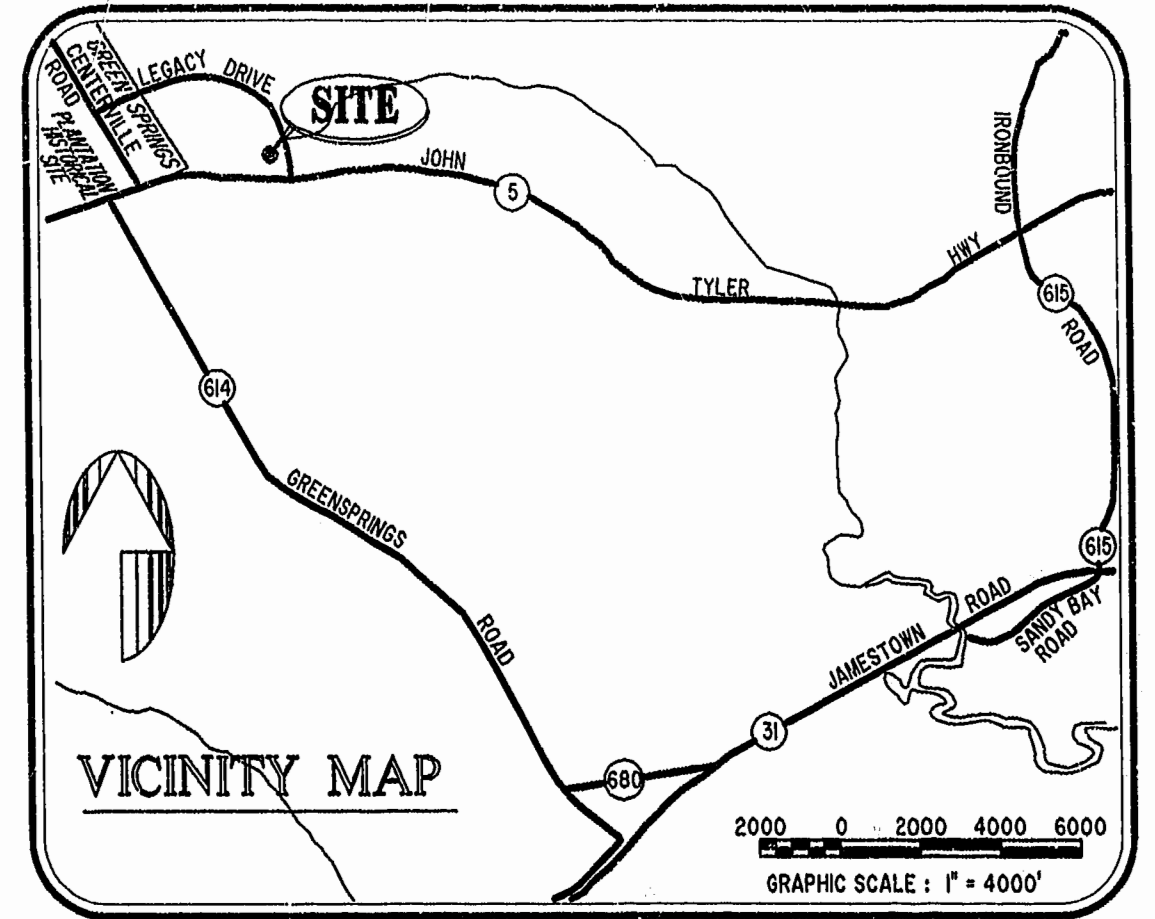 GREEN SPRINGS
CENTERVILLE
ROAD
PLANTATION
HISTORICAL
SITE
LEGACY DRIVE
SITE
JOHN
5
TYLER
HWY
IRONBOUND
615
ROAD
614
GREENSPRINGS
ROAD
615
ROAD
JAMESTOWN
SANDY BAY
ROAD
31
680
VICINITY MAP
2000 0 2000 4000 6000
GRAPHIC SCALE : 1" = 4000'